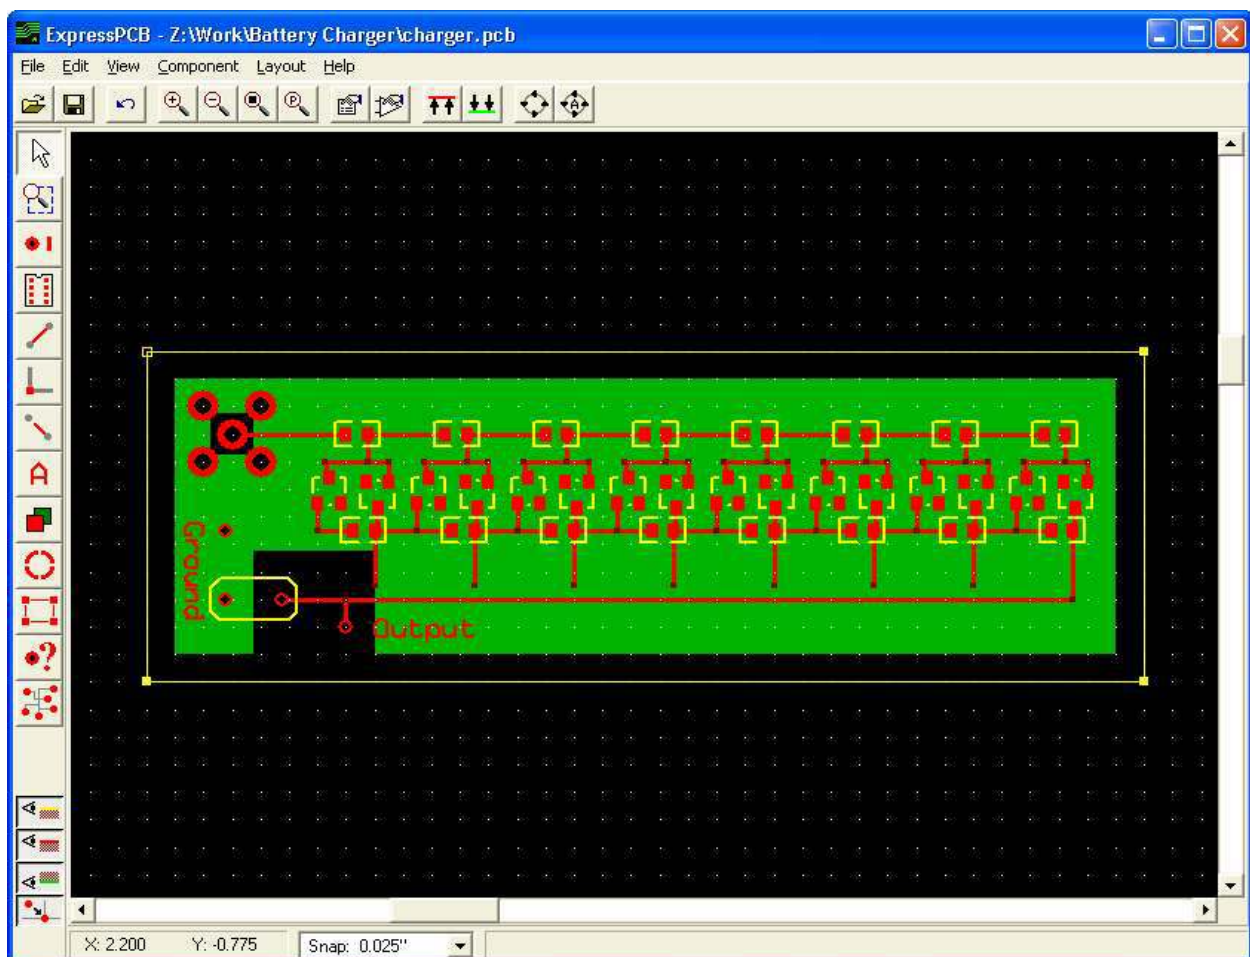 ExpressPCB - Z:\Work\Battery Charger\charger.pcb
File Edit View Component Layout Help
Ground
Output
X: 2.200 Y: -0.775 Snap: 0.025"